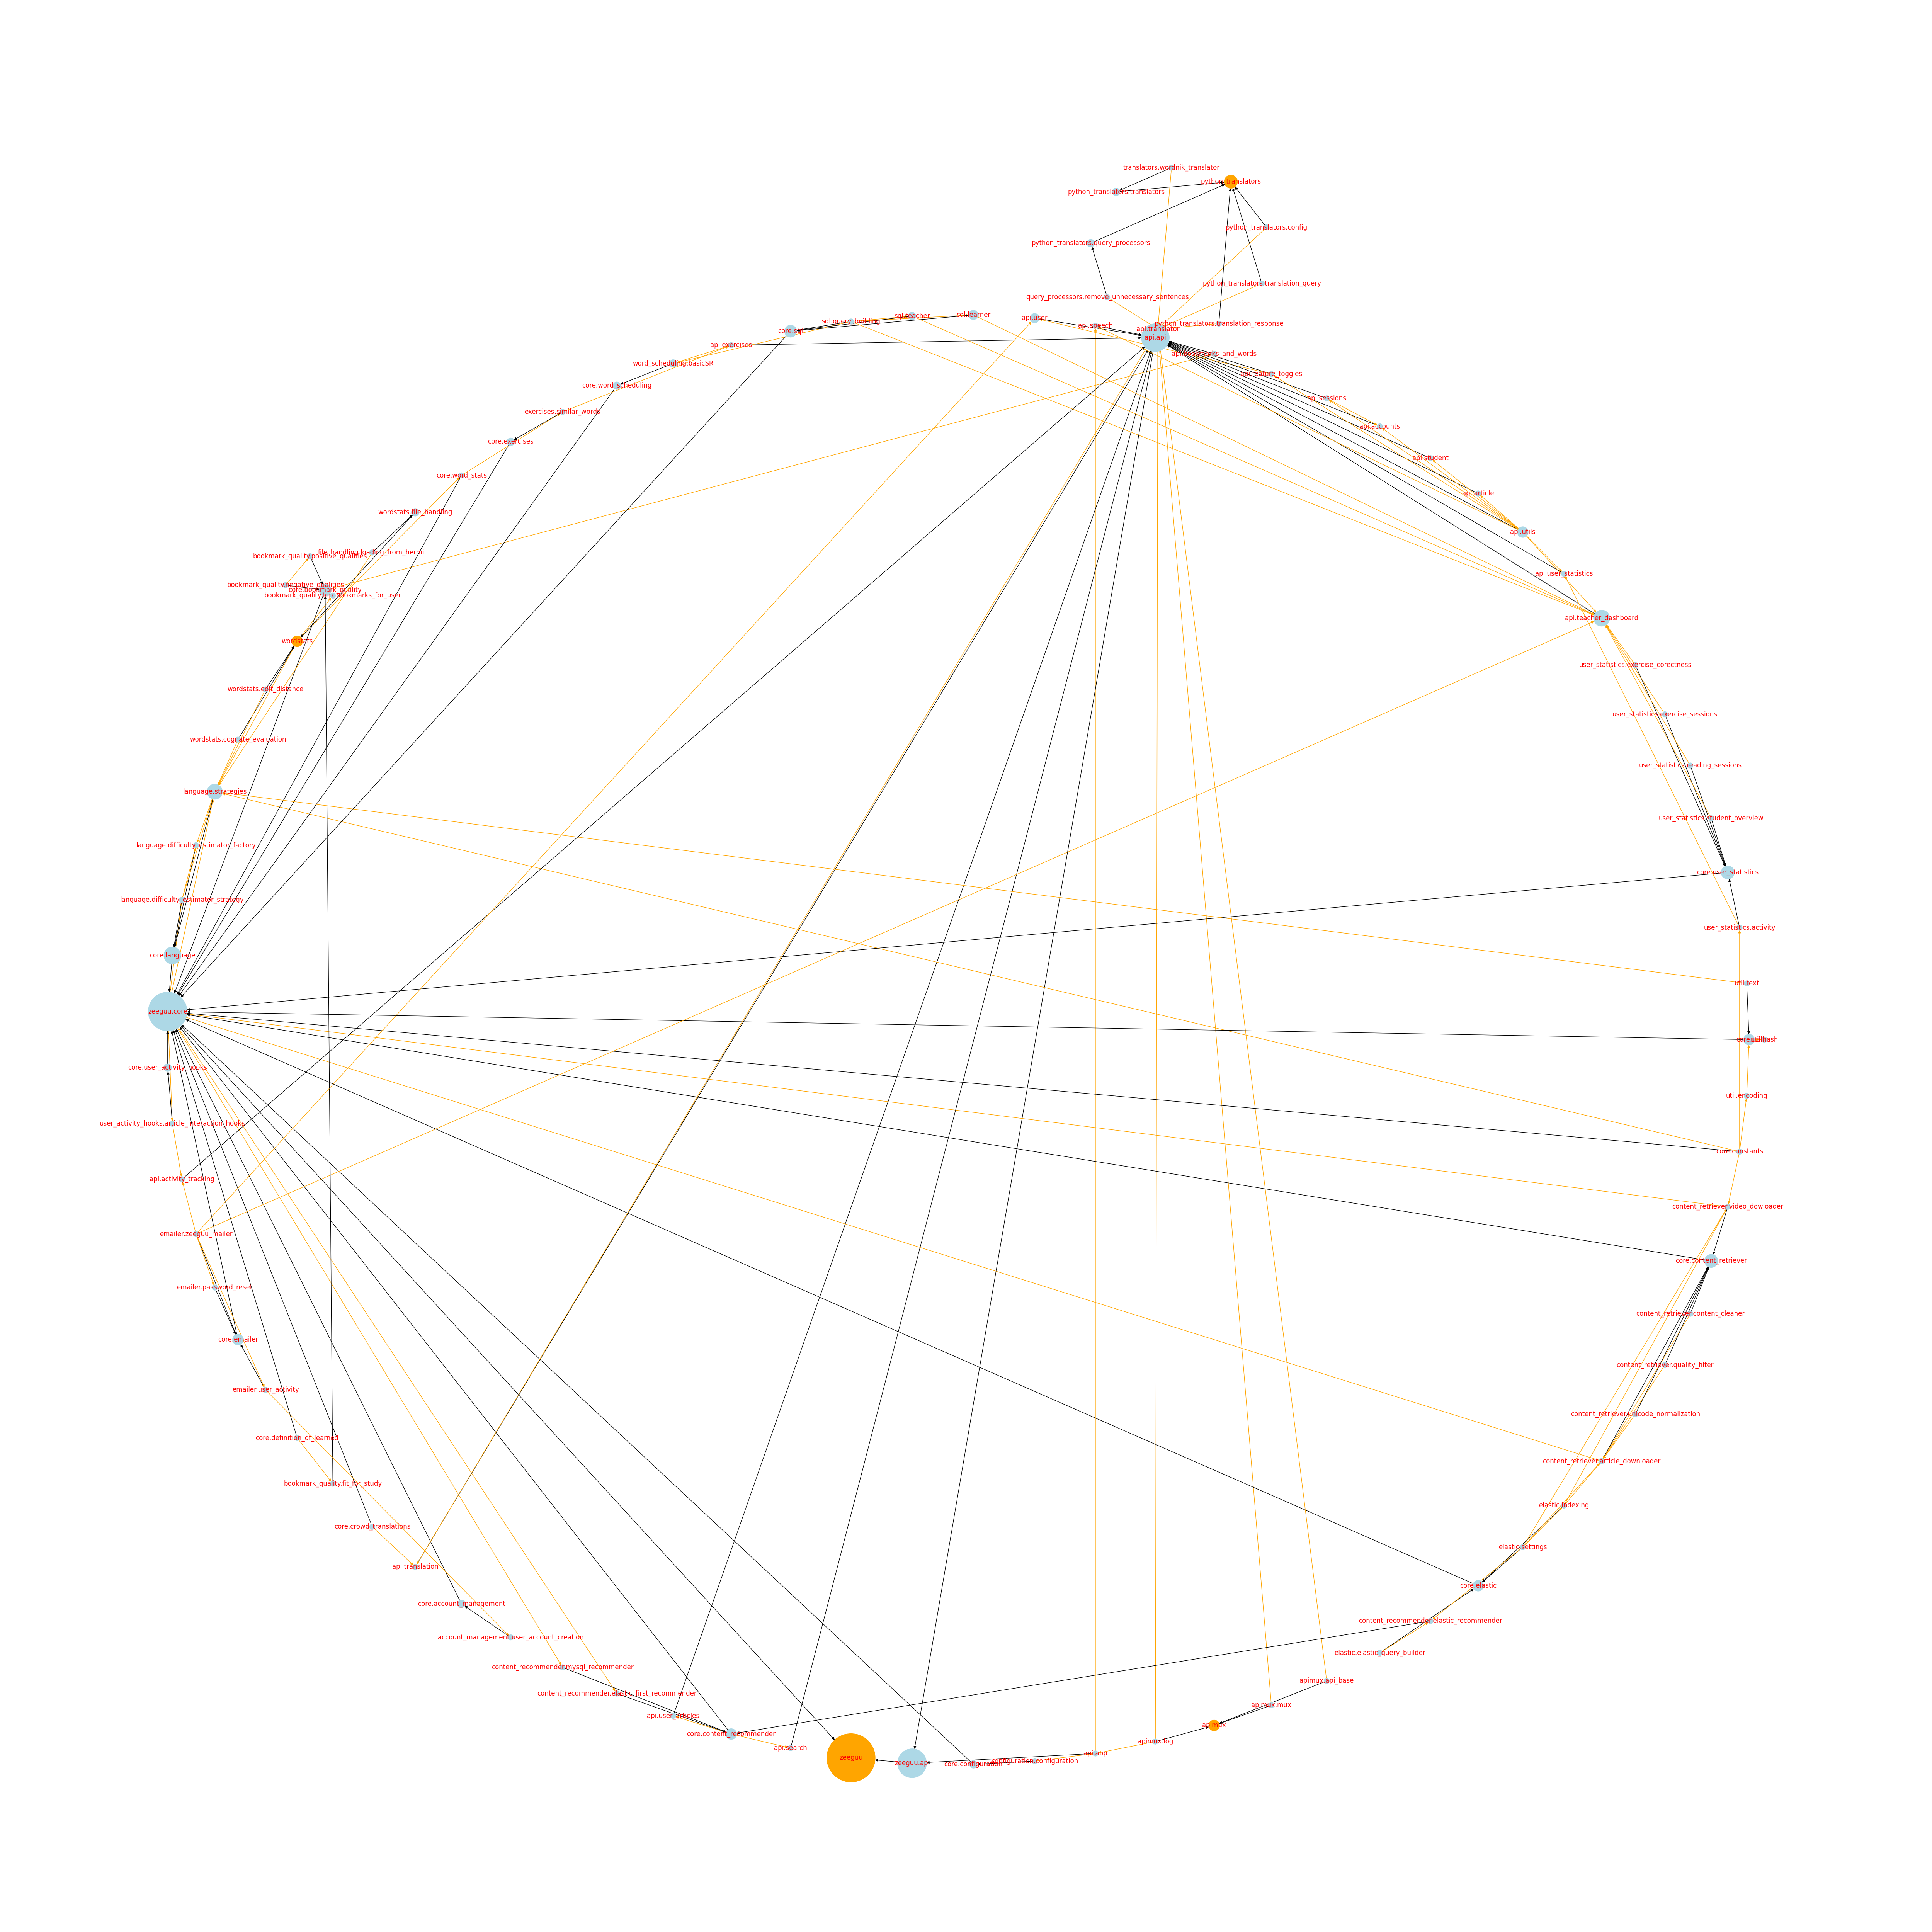 translators.wordnik_translator
python_translators
python_translators.translators
python_translators.config
python_translators.query_processors
python_translators.translation_query
query_processors.remove_unnecessary_sentences
sql.learner
sql.teacher
api.user
sql.query_building
api.speech
python_translators.translation_response
api.translator
core.sql
api.api
api.exercises
api.bookmarks_and_words
word_scheduling.basicSR
api.feature_toggles
core.word_scheduling
api.sessions
exercises.similar_words
api.accounts
core.exercises
api.student
core.word_stats
api.article
wordstats.file_handling
api.utils
file_handling.loading_from_hermit
bookmark_quality.positive_qualities
api.user_statistics
bookmark_quality.negative_qualities
core.bookmark_quality
bookmark_quality.top_bookmarks_for_user
api.teacher_dashboard
wordstats
user_statistics.exercise_corectness
wordstats.edit_distance
user_statistics.exercise_sessions
wordstats.cognate_evaluation
user_statistics.reading_sessions
language.strategies
user_statistics.student_overview
language.difficulty_estimator_factory
core.user_statistics
language.difficulty_estimator_strategy
user_statistics.activity
core.language
util.text
zeeguu.core
core.util
util.hash
core.user_activity_hooks
util.encoding
user_activity_hooks.article_interaction_hooks
core.constants
api.activity_tracking
content_retriever.video_dowloader
emailer.zeeguu_mailer
core.content_retriever
emailer.password_reset
content_retriever.content_cleaner
core.emailer
content_retriever.quality_filter
emailer.user_activity
content_retriever.unicode_normalization
core.definition_of_learned
content_retriever.article_downloader
bookmark_quality.fit_for_study
elastic.indexing
core.crowd_translations
elastic.settings
api.translation
core.elastic
core.account_management
content_recommender.elastic_recommender
account_management.user_account_creation
elastic.elastic_query_builder
content_recommender.mysql_recommender
apimux.api_base
content_recommender.elastic_first_recommender
apimux.mux
api.user_articles
apimux
core.content_recommender
apimux.log
api.search
api.app
zeeguu
configuration.configuration
zeeguu.api
core.configuration